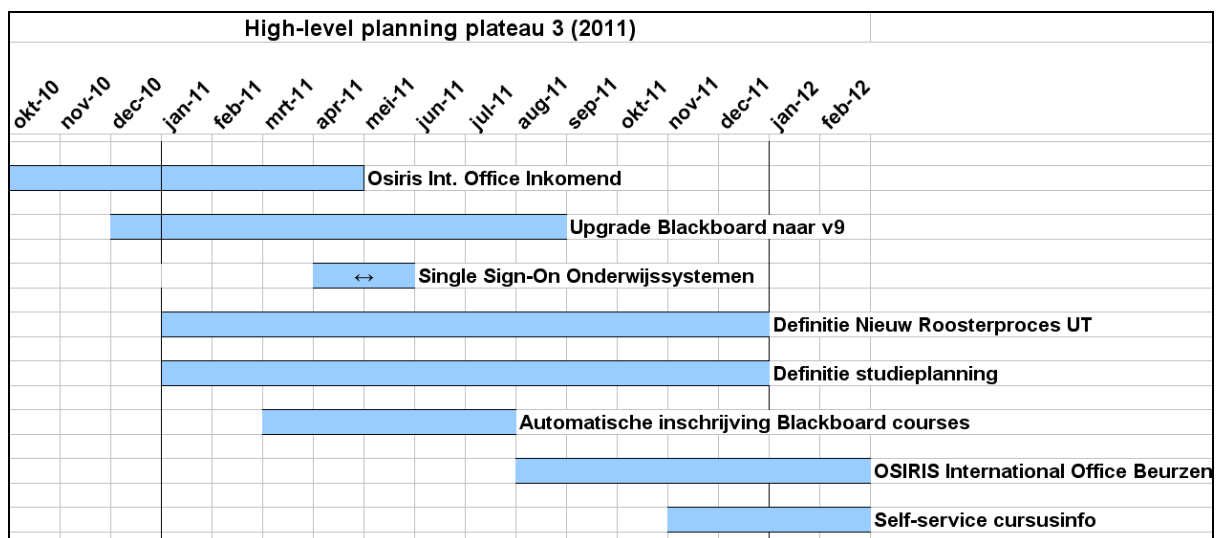 High-level planning plateau 3 (2011)
okt-10 nov-10 dec-10 jan-11 feb-11 mrt-11 apr-11 mei-11 jun-11 jul-11 aug-11 sep-11 okt-11 nov-11 dec-11 jan-12 feb-12
Osiris Int. Office Inkomend
Upgrade Blackboard naar v9
↔ Single Sign-On Onderwijssystemen
Definitie Nieuw Roosterproces UT
Definitie studieplanning
Automatische inschrijving Blackboard courses
OSIRIS International Office Beurzen
Self-service cursusinfo